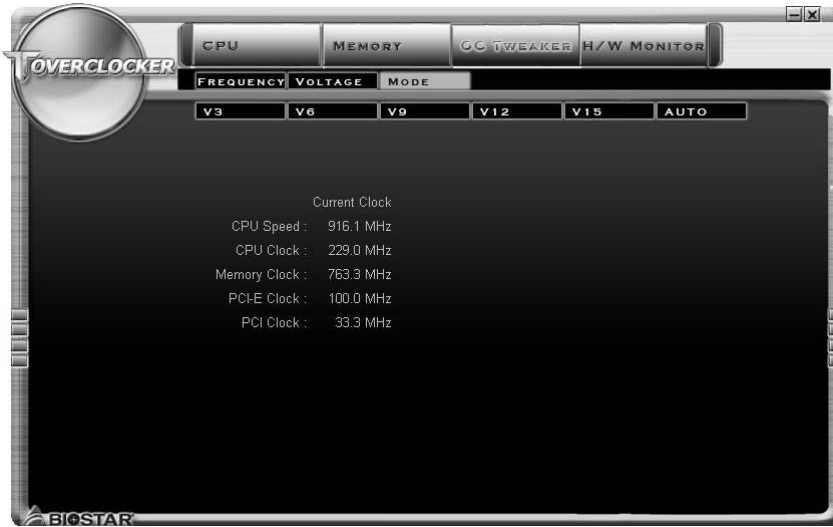 TOVERCLOCKER
CPU MEMORY OC TWEAKER H/W MONITOR
FREQUENCY VOLTAGE MODE
V3 V6 V9 V12 V15 AUTO
Current Clock
CPU Speed : 916.1 MHz
CPU Clock : 229.0 MHz
Memory Clock : 763.3 MHz
PCI-E Clock : 100.0 MHz
PCI Clock : 33.3 MHz
BIOSTAR